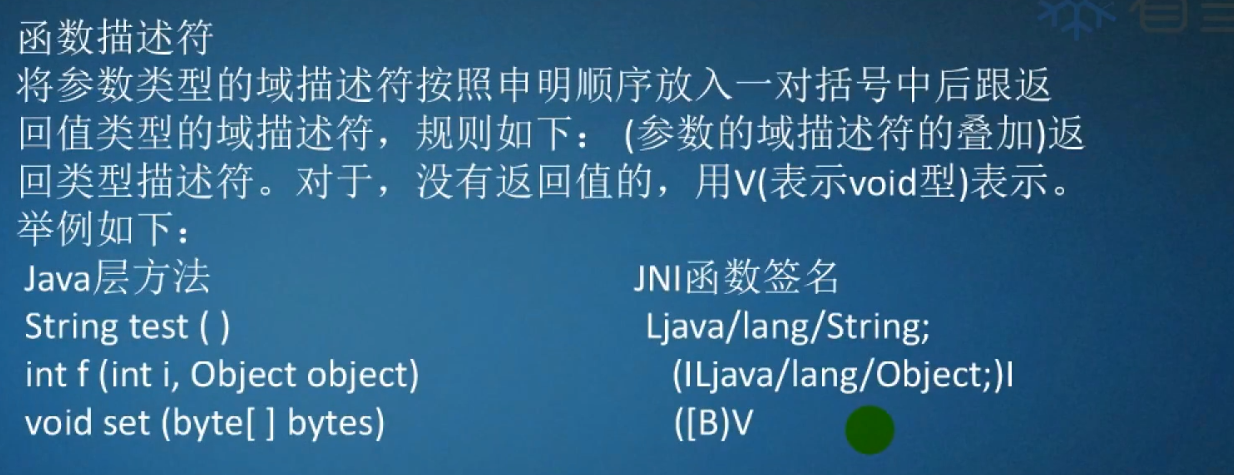 函数描述符
将参数类型的域描述符按照申明顺序放入一对括号中后跟返
回值类型的域描述符，规则如下： (参数的域描述符的叠加)返
回类型描述符。对于，没有返回值的，用V(表示void型)表示。
举例如下：
Java层方法 JNI函数签名
String test ( ) Ljava/lang/String;
int f (int i, Object object) (ILjava/lang/Object;)I
void set (byte[ ] bytes) ([B)V